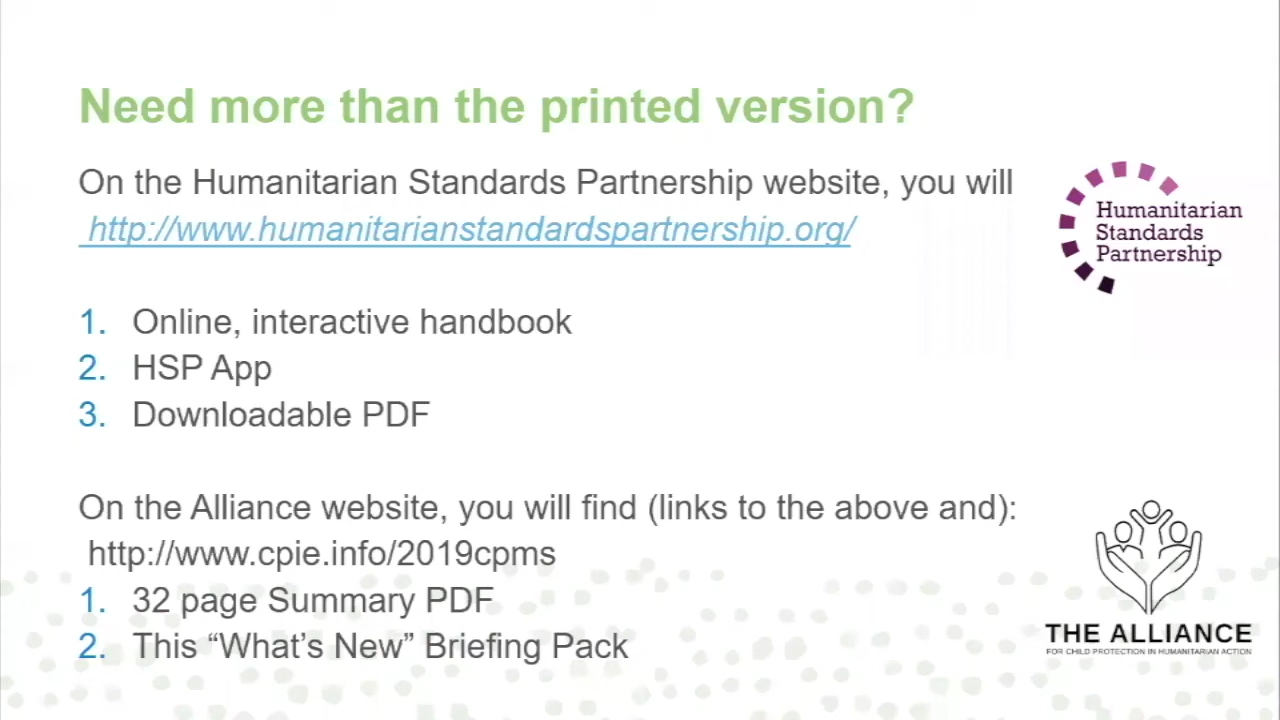 Need more than the printed version?
On the Humanitarian Standards Partnership website, you will
http://www.humanitarianstandardspartnership.org/
1. Online, interactive handbook
2. HSP App
3. Downloadable PDF
On the Alliance website, you will find (links to the above and):
http://www.cpie.info/2019cpms
1. 32 page Summary PDF
2. This “What’s New” Briefing Pack
Humanitarian
Standards
Partnership
THE ALLIANCE
FOR CHILD PROTECTION IN HUMANITARIAN ACTION